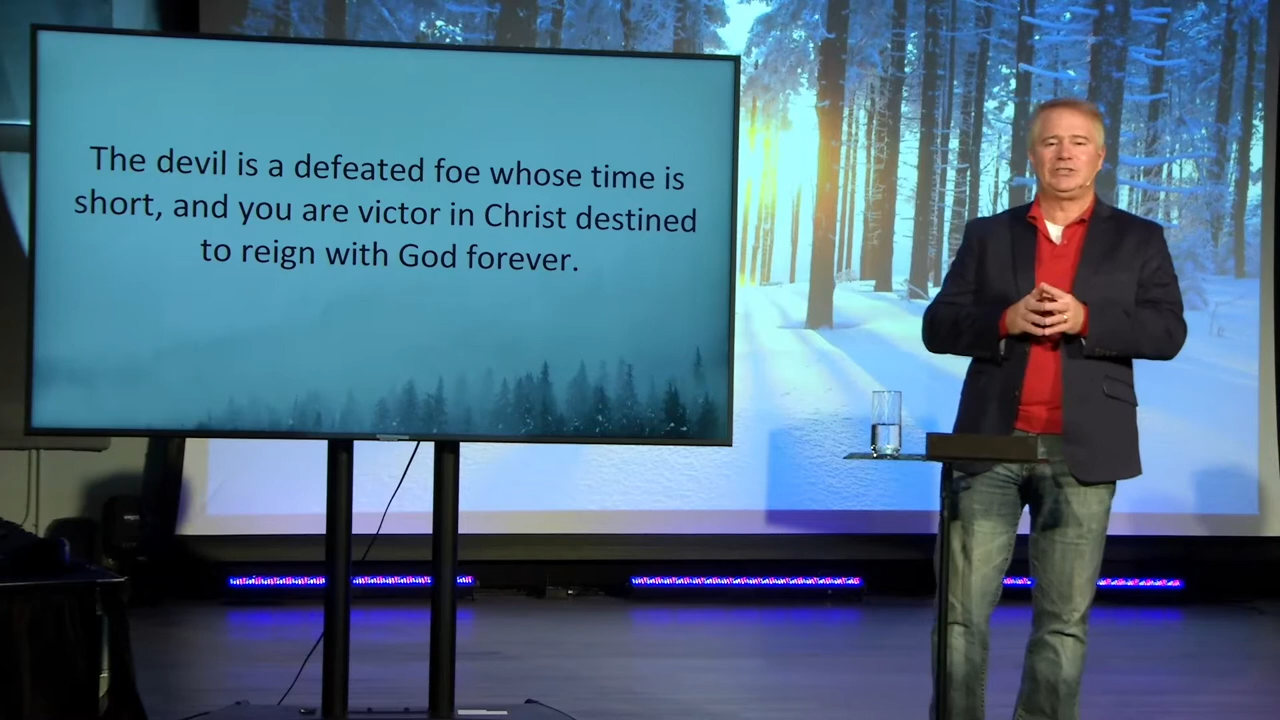 The devil is a defeated foe whose time is
short, and you are victor in Christ destined
to reign with God forever.